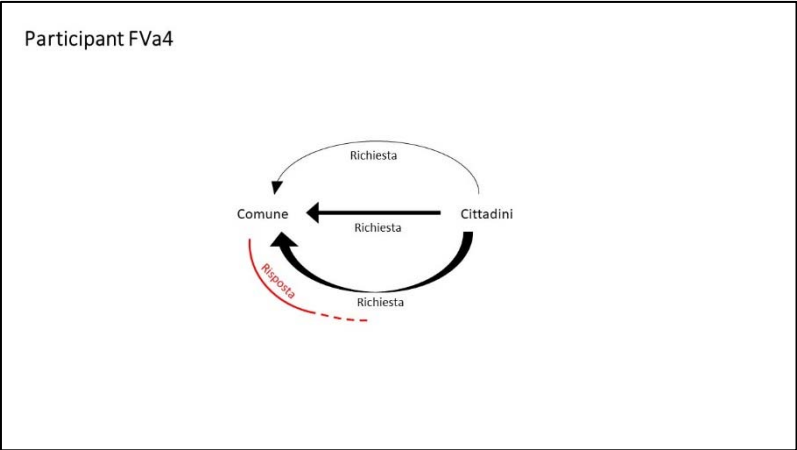 Participant FVa4
Richiesta
Comune
Cittadini
Richiesta
Risposta
Richiesta